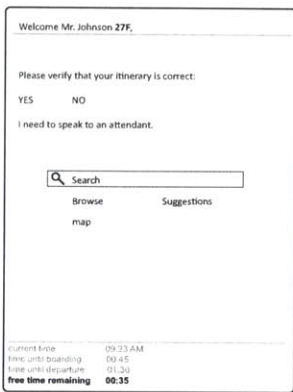 Welcome Mr. Johnson 27F,
Please verify that your itinerary is correct:
YES NO
I need to speak to an attendant.
Search
Browse Suggestions
map
current time 09:23 AM
time until boarding 00:45
time until departure 01:30
free time remaining 00:35